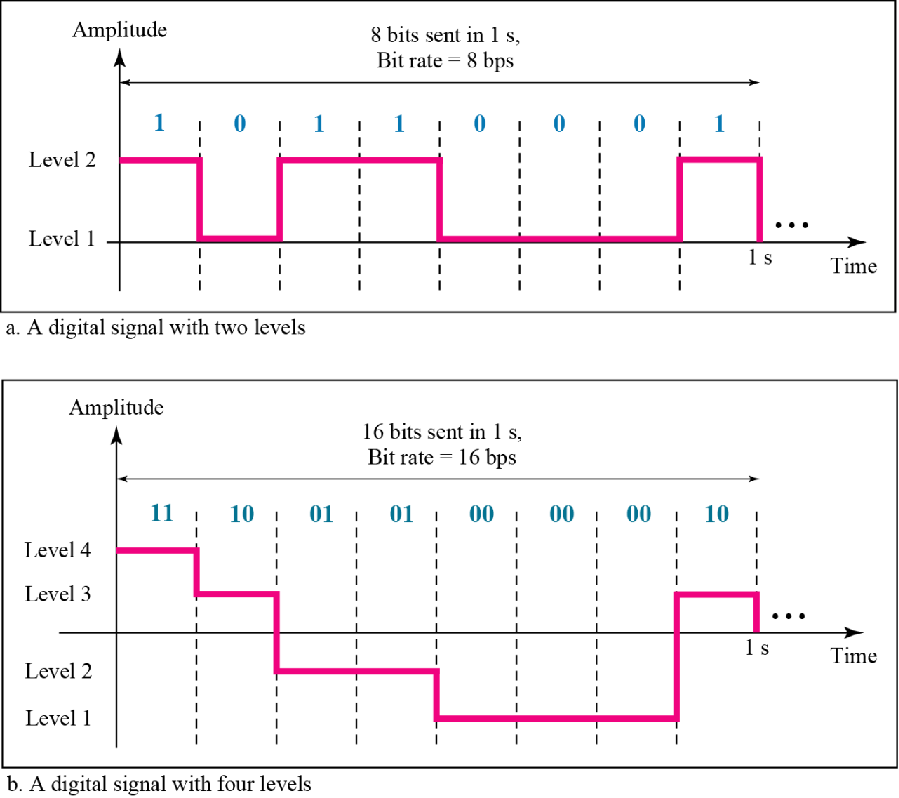 Amplitude
8 bits sent in 1 s,
Bit rate = 8 bps
1 0 1 1 0 0 0 1
Level 2
Level 1
...
1 s
Time
a. A digital signal with two levels
Amplitude
16 bits sent in 1 s,
Bit rate = 16 bps
11 10 01 01 00 00 00 10
Level 4
Level 3
...
1 s
Time
Level 2
Level 1
b. A digital signal with four levels